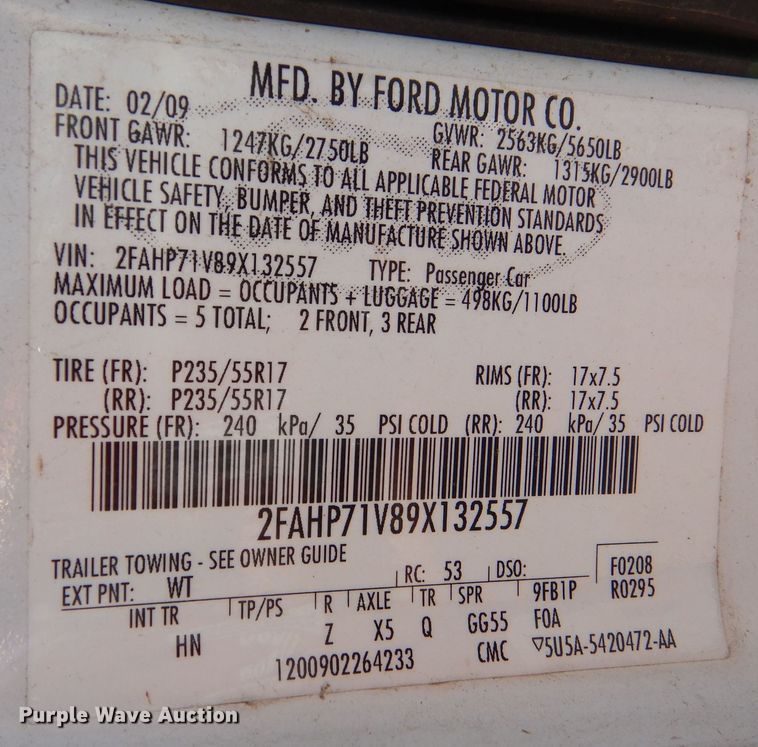 MFD. BY FORD MOTOR CO.
DATE: 02/09 GVWR: 2563KG/5650LB
FRONT GAWR: 1247KG/2750LB REAR GAWR: 1315KG/2900LB
THIS VEHICLE CONFORMS TO ALL APPLICABLE FEDERAL MOTOR
VEHICLE SAFETY, BUMPER, AND THEFT PREVENTION STANDARDS
IN EFFECT ON THE DATE OF MANUFACTURE SHOWN ABOVE.
VIN: 2FAHP71V89X132557 TYPE: Passenger Car
MAXIMUM LOAD = OCCUPANTS + LUGGAGE = 498KG/1100LB
OCCUPANTS = 5 TOTAL; 2 FRONT, 3 REAR
TIRE (FR): P235/55R17 RIMS (FR): 17x7.5
(RR): P235/55R17 (RR): 17x7.5
PRESSURE (FR): 240 kPa/ 35 PSI COLD (RR): 240 kPa/ 35 PSI COLD
2FAHP71V89X132557
TRAILER TOWING - SEE OWNER GUIDE
EXT PNT: WT RC: 53 DSO: F0208
INT TR TP/PS R AXLE TR SPR 9FB1P R0295
HN Z X5 Q GG55 F0A
1200902264233 CMC ▽5U5A-5420472-AA
Purple Wave Auction